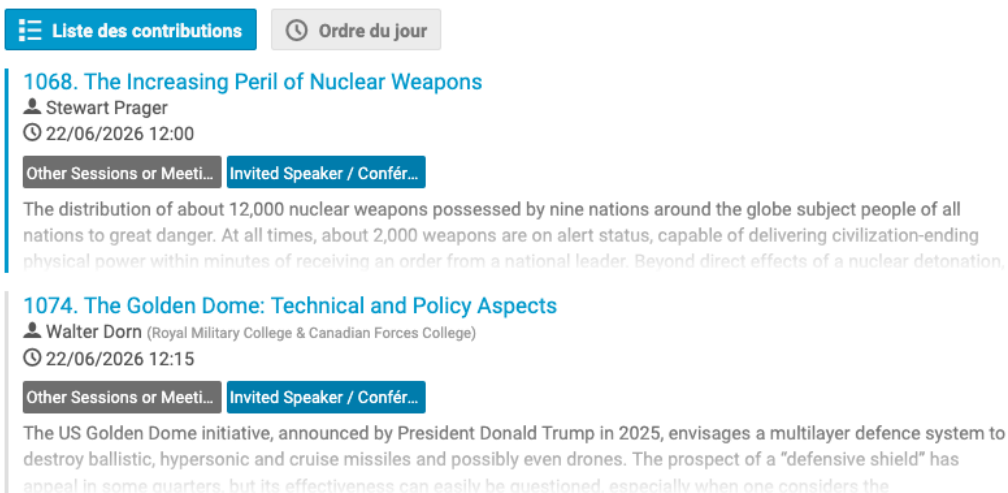 Liste des contributions
Ordre du jour
1068. The Increasing Peril of Nuclear Weapons
Stewart Prager
22/06/2026 12:00
Other Sessions or Meeti... Invited Speaker / Confér...
The distribution of about 12,000 nuclear weapons possessed by nine nations around the globe subject people of all
nations to great danger. At all times, about 2,000 weapons are on alert status, capable of delivering civilization-ending
physical power within minutes of receiving an order from a national leader. Beyond direct effects of a nuclear detonation,
1074. The Golden Dome: Technical and Policy Aspects
Walter Dorn (Royal Military College & Canadian Forces College)
22/06/2026 12:15
Other Sessions or Meeti... Invited Speaker / Confér...
The US Golden Dome initiative, announced by President Donald Trump in 2025, envisages a multilayer defence system to
destroy ballistic, hypersonic and cruise missiles and possibly even drones. The prospect of a “defensive shield” has
appeal in some quarters, but its effectiveness can easily be questioned, especially when one considers the